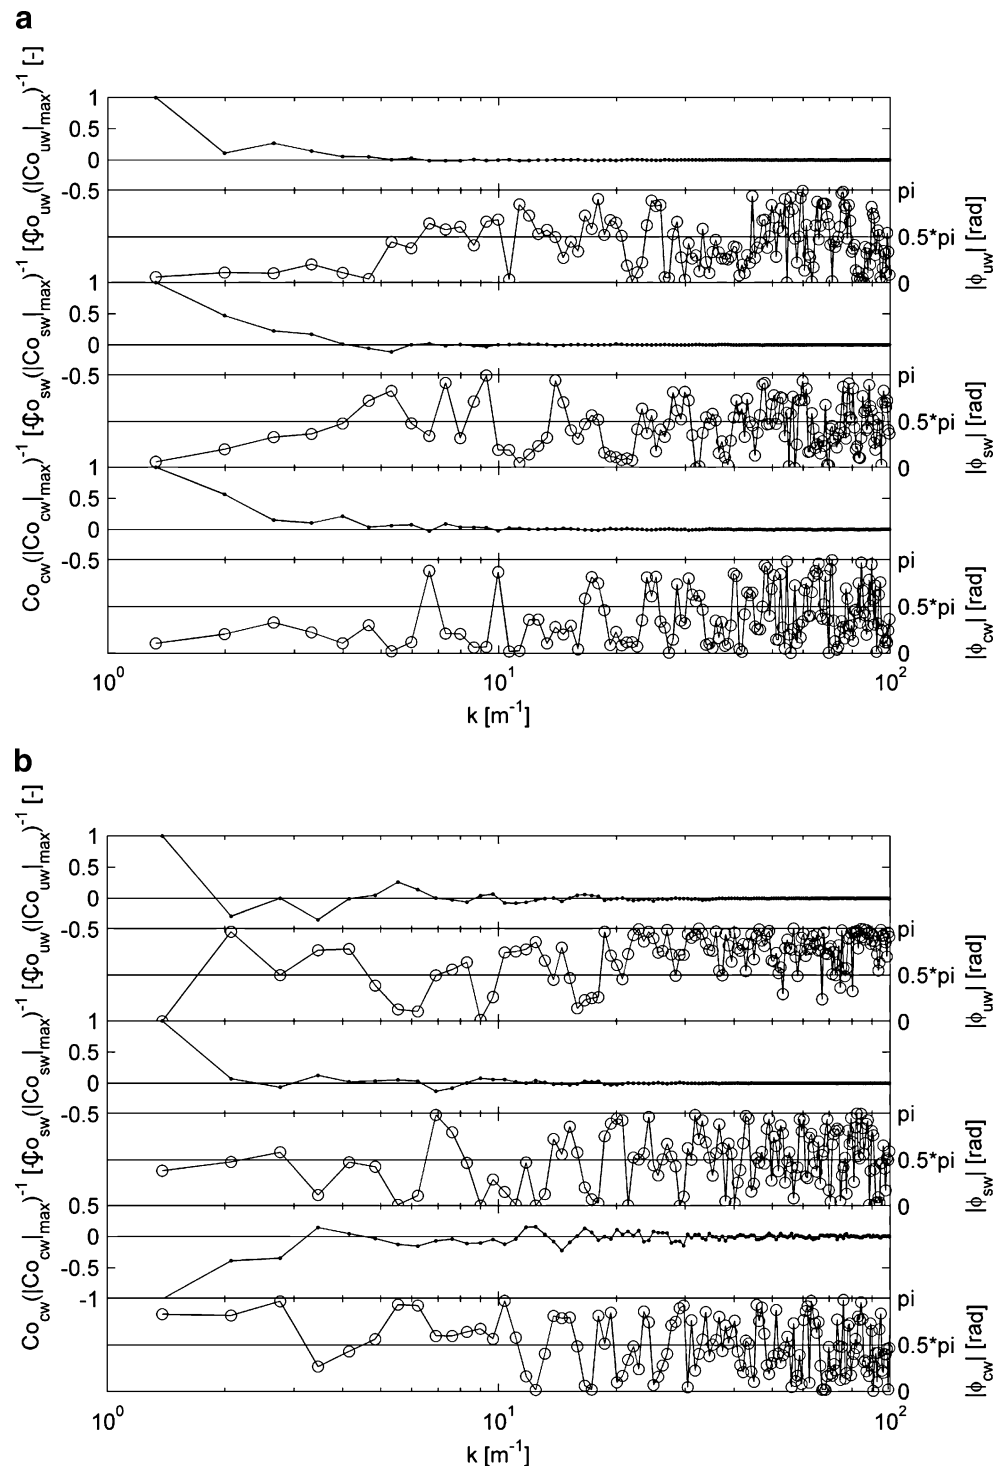 a
Co_uw(|Co_uw|_max)^-1 [-]
1
0.5
0
-0.5
pi
0.5*pi
0
|ϕ_uw| [rad]
Co_sw(|Co_sw|_max)^-1 [-]
1
0.5
0
-0.5
pi
0.5*pi
0
|ϕ_sw| [rad]
Co_cw(|Co_cw|_max)^-1 [-]
1
0.5
0
-0.5
pi
0.5*pi
0
|ϕ_cw| [rad]
10^0
10^1
10^2
k [m^-1]
b
Co_uw(|Co_uw|_max)^-1 [-]
1
0.5
0
-0.5
pi
0.5*pi
0
|ϕ_uw| [rad]
Co_sw(|Co_sw|_max)^-1 [-]
1
0.5
0
-0.5
pi
0.5*pi
0
|ϕ_sw| [rad]
Co_cw(|Co_cw|_max)^-1 [-]
0.5
0
-0.5
-1
pi
0.5*pi
0
|ϕ_cw| [rad]
10^0
10^1
10^2
k [m^-1]